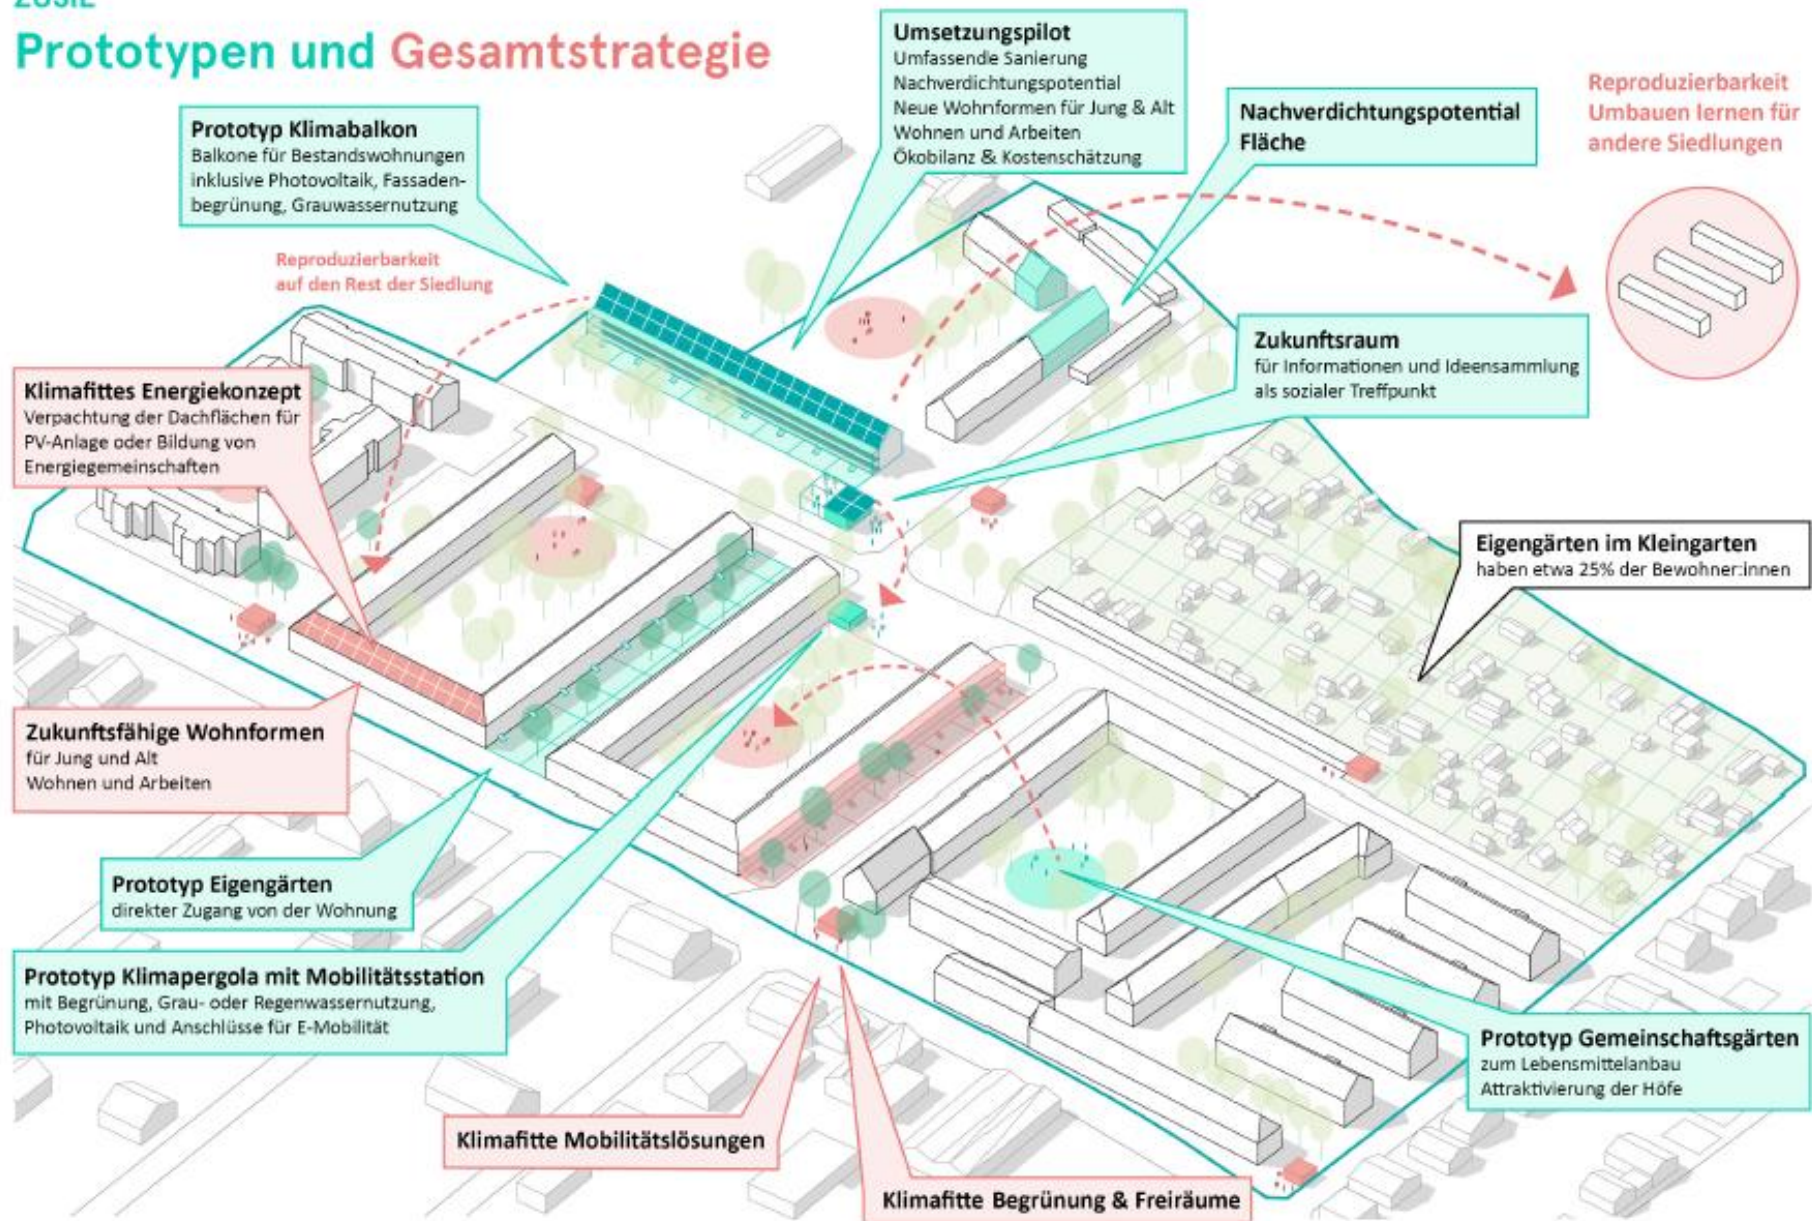 Prototypen und Gesamtstrategie
Umsetzungspilot
Umfassende Sanierung
Nachverdichtungspotential
Neue Wohnformen für Jung & Alt
Wohnen und Arbeiten
Ökobilanz & Kostenschätzung
Nachverdichtungspotential
Fläche
Reproduzierbarkeit
Umbauen lernen für
andere Siedlungen
Prototyp Klimabalkon
Balkone für Bestandswohnungen
inklusive Photovoltaik, Fassaden-
begrünung, Grauwassernutzung
Reproduzierbarkeit
auf den Rest der Siedlung
Zukunftsraum
für Informationen und Ideensammlung
als sozialer Treffpunkt
Klimafittes Energiekonzept
Verpachtung der Dachflächen für
PV-Anlage oder Bildung von
Energiegemeinschaften
Eigengärten im Kleingarten
haben etwa 25% der Bewohner:innen
Zukunftsfähige Wohnformen
für Jung und Alt
Wohnen und Arbeiten
Prototyp Eigengärten
direkter Zugang von der Wohnung
Prototyp Klimapergola mit Mobilitätsstation
mit Begrünung, Grau- oder Regenwassernutzung,
Photovoltaik und Anschlüsse für E-Mobilität
Prototyp Gemeinschaftsgärten
zum Lebensmittelanbau
Attraktivierung der Höfe
Klimafitte Mobilitätslösungen
Klimafitte Begrünung & Freiräume